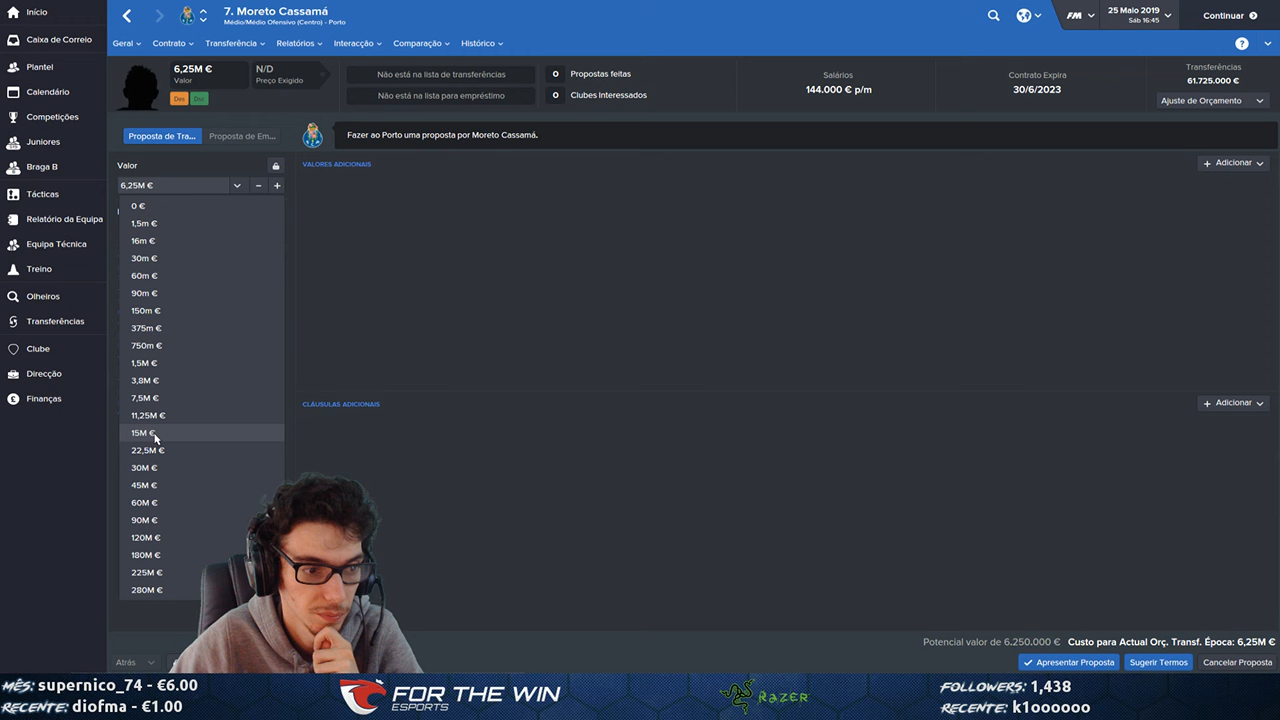 Início
Caixa de Correio
Plantel
Calendário
Competições
Juniores
Braga B
Tácticas
Relatório da Equipa
Equipa Técnica
Treino
Olheiros
Transferências
Clube
Direcção
Finanças
7. Moreto Cassamá
Médio/Médio Ofensivo (Centro) - Porto
FM
25 Maio 2019
Sáb 16:45
Continuar
Geral
Contrato
Transferência
Relatórios
Interacção
Comparação
Histórico
?
6,25M €
Valor
N/D
Preço Exigido
Des
Dsc
Não está na lista de transferências
Não está na lista para empréstimo
0 Propostas feitas
0 Clubes Interessados
Salários
144.000 € p/m
Contrato Expira
30/6/2023
Transferências
61.725.000 €
Ajuste de Orçamento
Proposta de Tra...
Proposta de Em...
Fazer ao Porto uma proposta por Moreto Cassamá.
Valor
6,25M €
0 €
1,5m €
16m €
30m €
60m €
90m €
150m €
375m €
750m €
1,5M €
3,8M €
7,5M €
11,25M €
15M €
22,5M €
30M €
45M €
60M €
90M €
120M €
180M €
225M €
280M €
VALORES ADICIONAIS
+ Adicionar
CLÁUSULAS ADICIONAIS
+ Adicionar
Potencial valor de 6.250.000 € Custo para Actual Orç. Transf. Época: 6,25M €
Atrás
Apresentar Proposta
Sugerir Termos
Cancelar Proposta
MÊS: supernico_74 - €6.00
RECENTE: diofma - €1.00
FOR THE WIN
ESPORTS
RAZER
FOLLOWERS: 1,438
RECENTE: k1oooooo